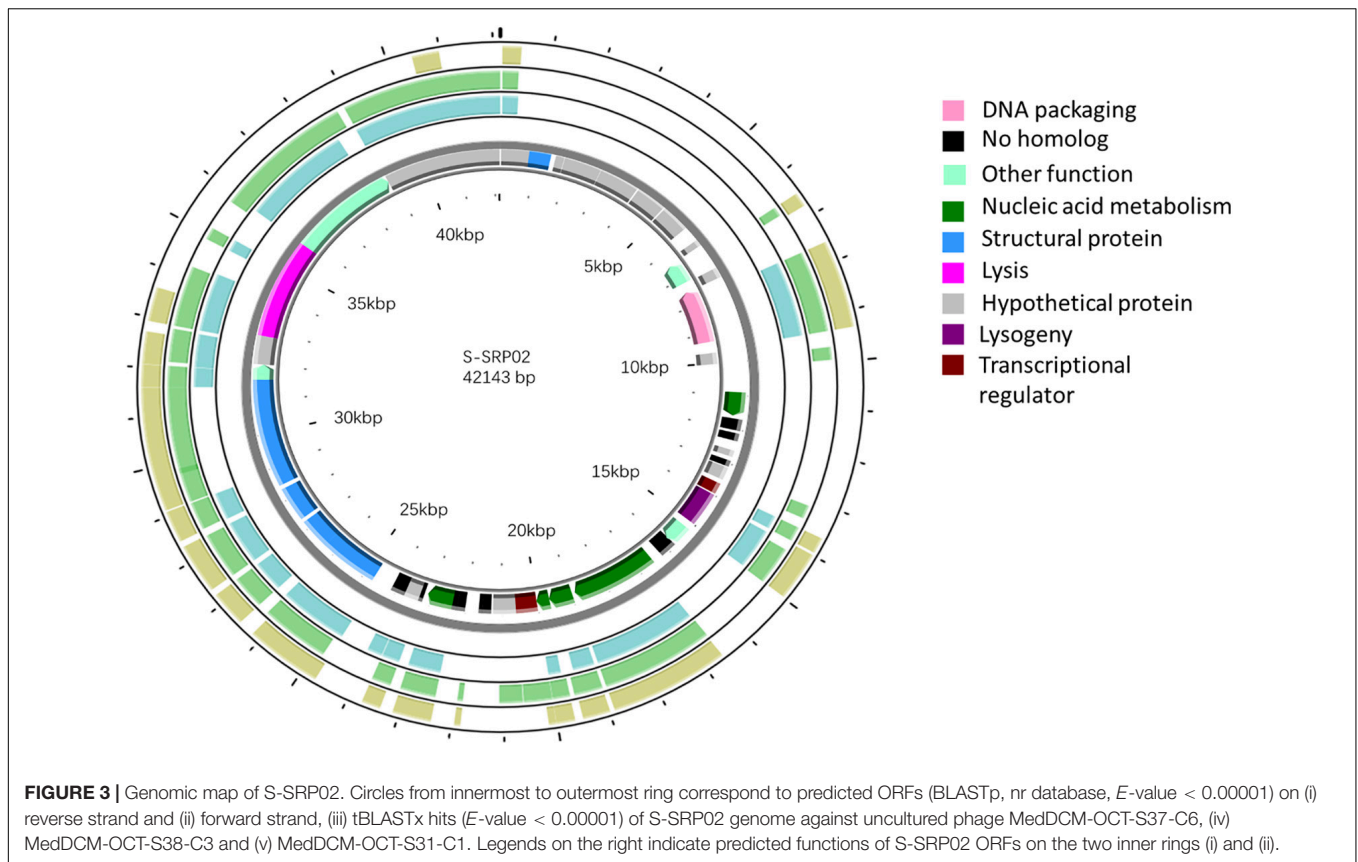 40kbp
5kbp
35kbp
S-SRP02
42143 bp
10kbp
30kbp
15kbp
25kbp
20kbp
DNA packaging
No homolog
Other function
Nucleic acid metabolism
Structural protein
Lysis
Hypothetical protein
Lysogeny
Transcriptional
regulator
FIGURE 3 | Genomic map of S-SRP02. Circles from innermost to outermost ring correspond to predicted ORFs (BLASTp, nr database, E-value < 0.00001) on (i)
reverse strand and (ii) forward strand, (iii) tBLASTx hits (E-value < 0.00001) of S-SRP02 genome against uncultured phage MedDCM-OCT-S37-C6, (iv)
MedDCM-OCT-S38-C3 and (v) MedDCM-OCT-S31-C1. Legends on the right indicate predicted functions of S-SRP02 ORFs on the two inner rings (i) and (ii).